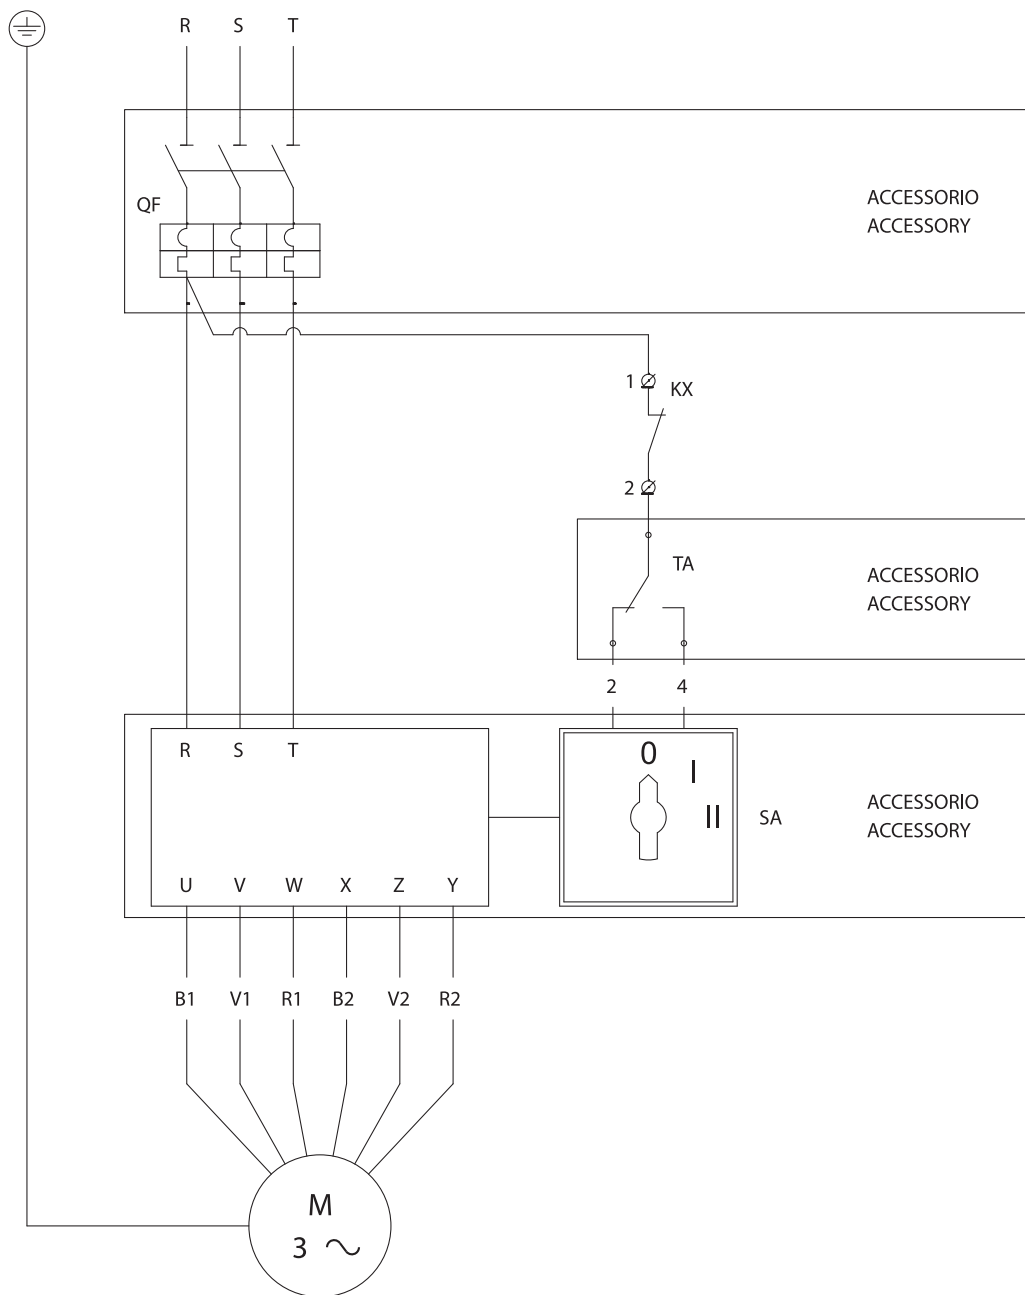 R S T
QF
ACCESSORIO
ACCESSORY
1
KX
2
TA
ACCESSORIO
ACCESSORY
2 4
R S T
0
I
II
SA
ACCESSORIO
ACCESSORY
U V W X Z Y
B1 V1 R1 B2 V2 R2
M
3 ~